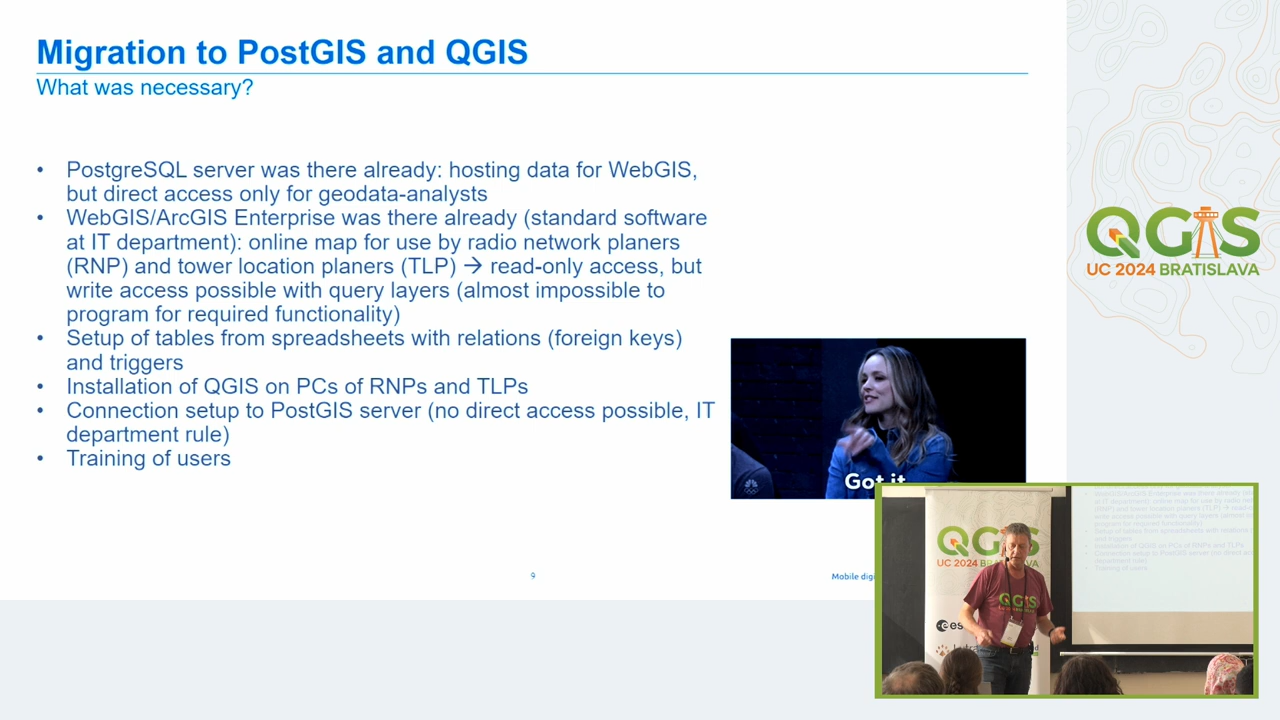 Migration to PostGIS and QGIS
What was necessary?
• PostgreSQL server was there already: hosting data for WebGIS,
but direct access only for geodata-analysts
• WebGIS/ArcGIS Enterprise was there already (standard software
at IT department): online map for use by radio network planers
(RNP) and tower location planers (TLP) → read-only access, but
write access possible with query layers (almost impossible to
program for required functionality)
• Setup of tables from spreadsheets with relations (foreign keys)
and triggers
• Installation of QGIS on PCs of RNPs and TLPs
• Connection setup to PostGIS server (no direct access possible, IT
department rule)
• Training of users
Got it
9
Mobile digi
QGIS
UC 2024 BRATISLAVA
QGIS
UC 2024 BRATISLAVA
QGIS